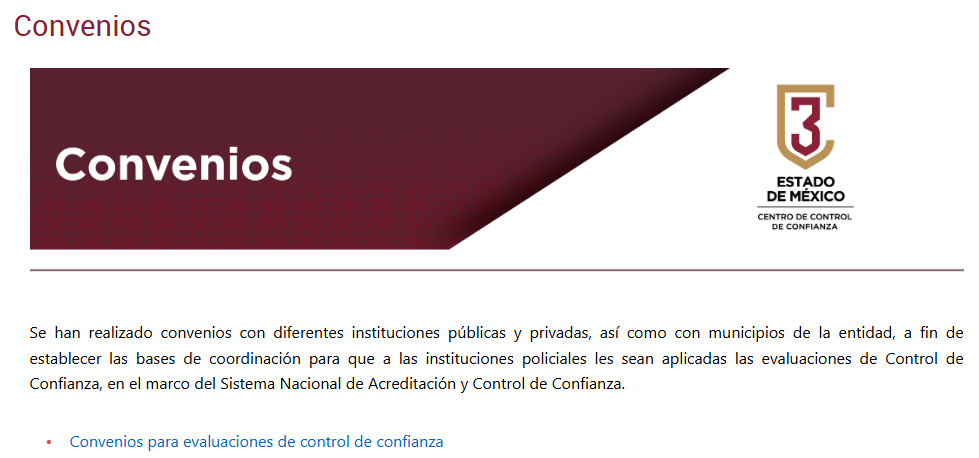 Convenios
Convenios
ESTADO
DE MÉXICO
CENTRO DE CONTROL
DE CONFIANZA
Se han realizado convenios con diferentes instituciones públicas y privadas, así como con municipios de la entidad, a fin de
establecer las bases de coordinación para que a las instituciones policiales les sean aplicadas las evaluaciones de Control de
Confianza, en el marco del Sistema Nacional de Acreditación y Control de Confianza.
• Convenios para evaluaciones de control de confianza